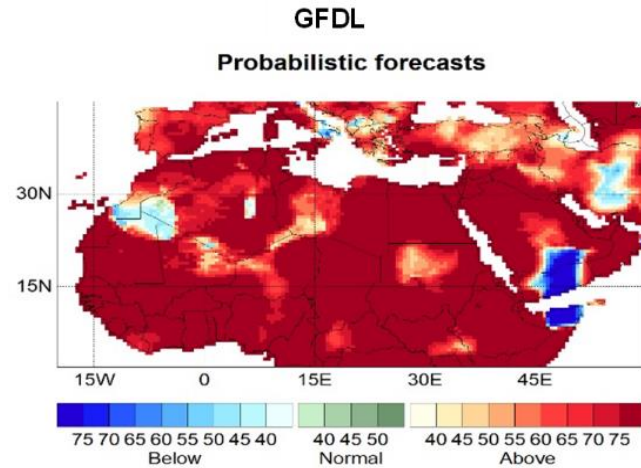 GFDL
Probabilistic forecasts
30N
15N
15W 0 15E 30E 45E
75 70 65 60 55 50 45 40 40 45 50 40 45 50 55 60 65 70 75
Below Normal Above